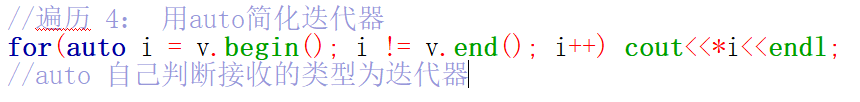 //遍历 4: 用auto简化迭代器
for(auto i = v.begin(); i != v.end(); i++) cout<<*i<<endl;
//auto 自己判断接收的类型为迭代器